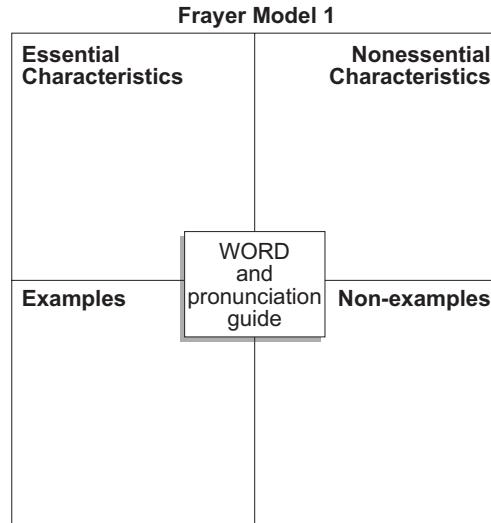 Frayer Model 1
Essential
Characteristics
Nonessential
Characteristics
WORD
and
pronunciation
guide
Examples
Non-examples